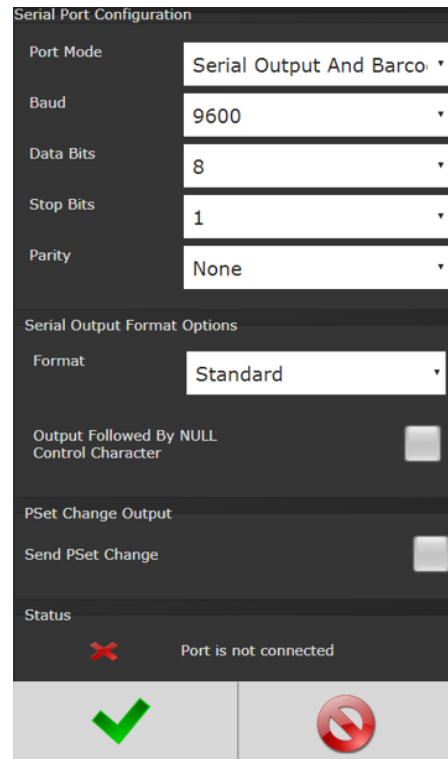 Serial Port Configuration
Port Mode
Serial Output And Barco
Baud
9600
Data Bits
8
Stop Bits
1
Parity
None
Serial Output Format Options
Format
Standard
Output Followed By NULL
Control Character
PSet Change Output
Send PSet Change
Status
Port is not connected